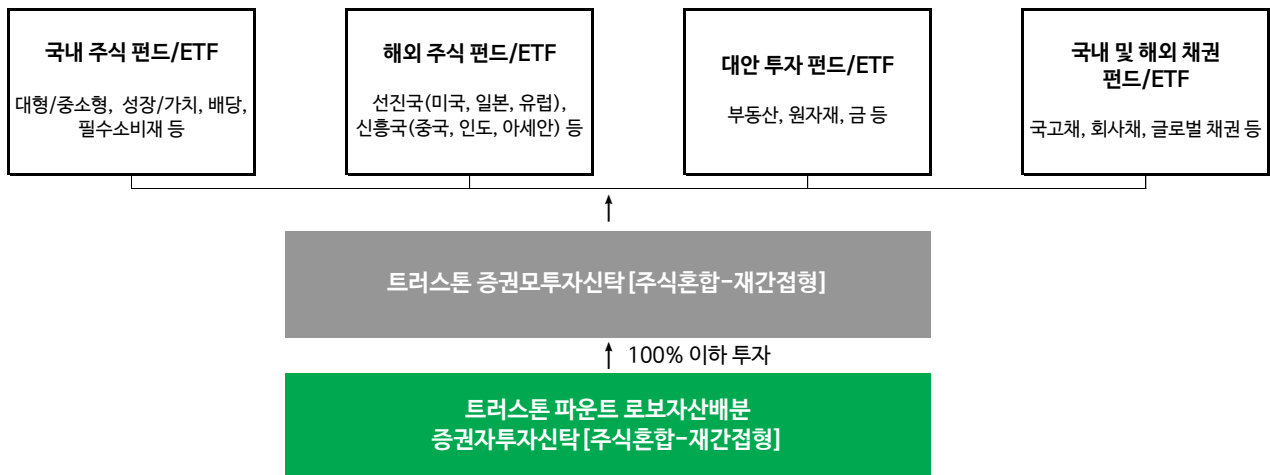 국내 주식 펀드/ETF
대형/중소형, 성장/가치, 배당,
필수소비재 등
해외 주식 펀드/ETF
선진국(미국, 일본, 유럽),
신흥국(중국, 인도, 아세안) 등
대안 투자 펀드/ETF
부동산, 원자재, 금 등
국내 및 해외 채권
펀드/ETF
국고채, 회사채, 글로벌 채권 등
트러스톤 증권모투자신탁[주식혼합-재간접형]
100% 이하 투자
트러스톤 파운트 로보자산배분
증권자투자신탁[주식혼합-재간접형]